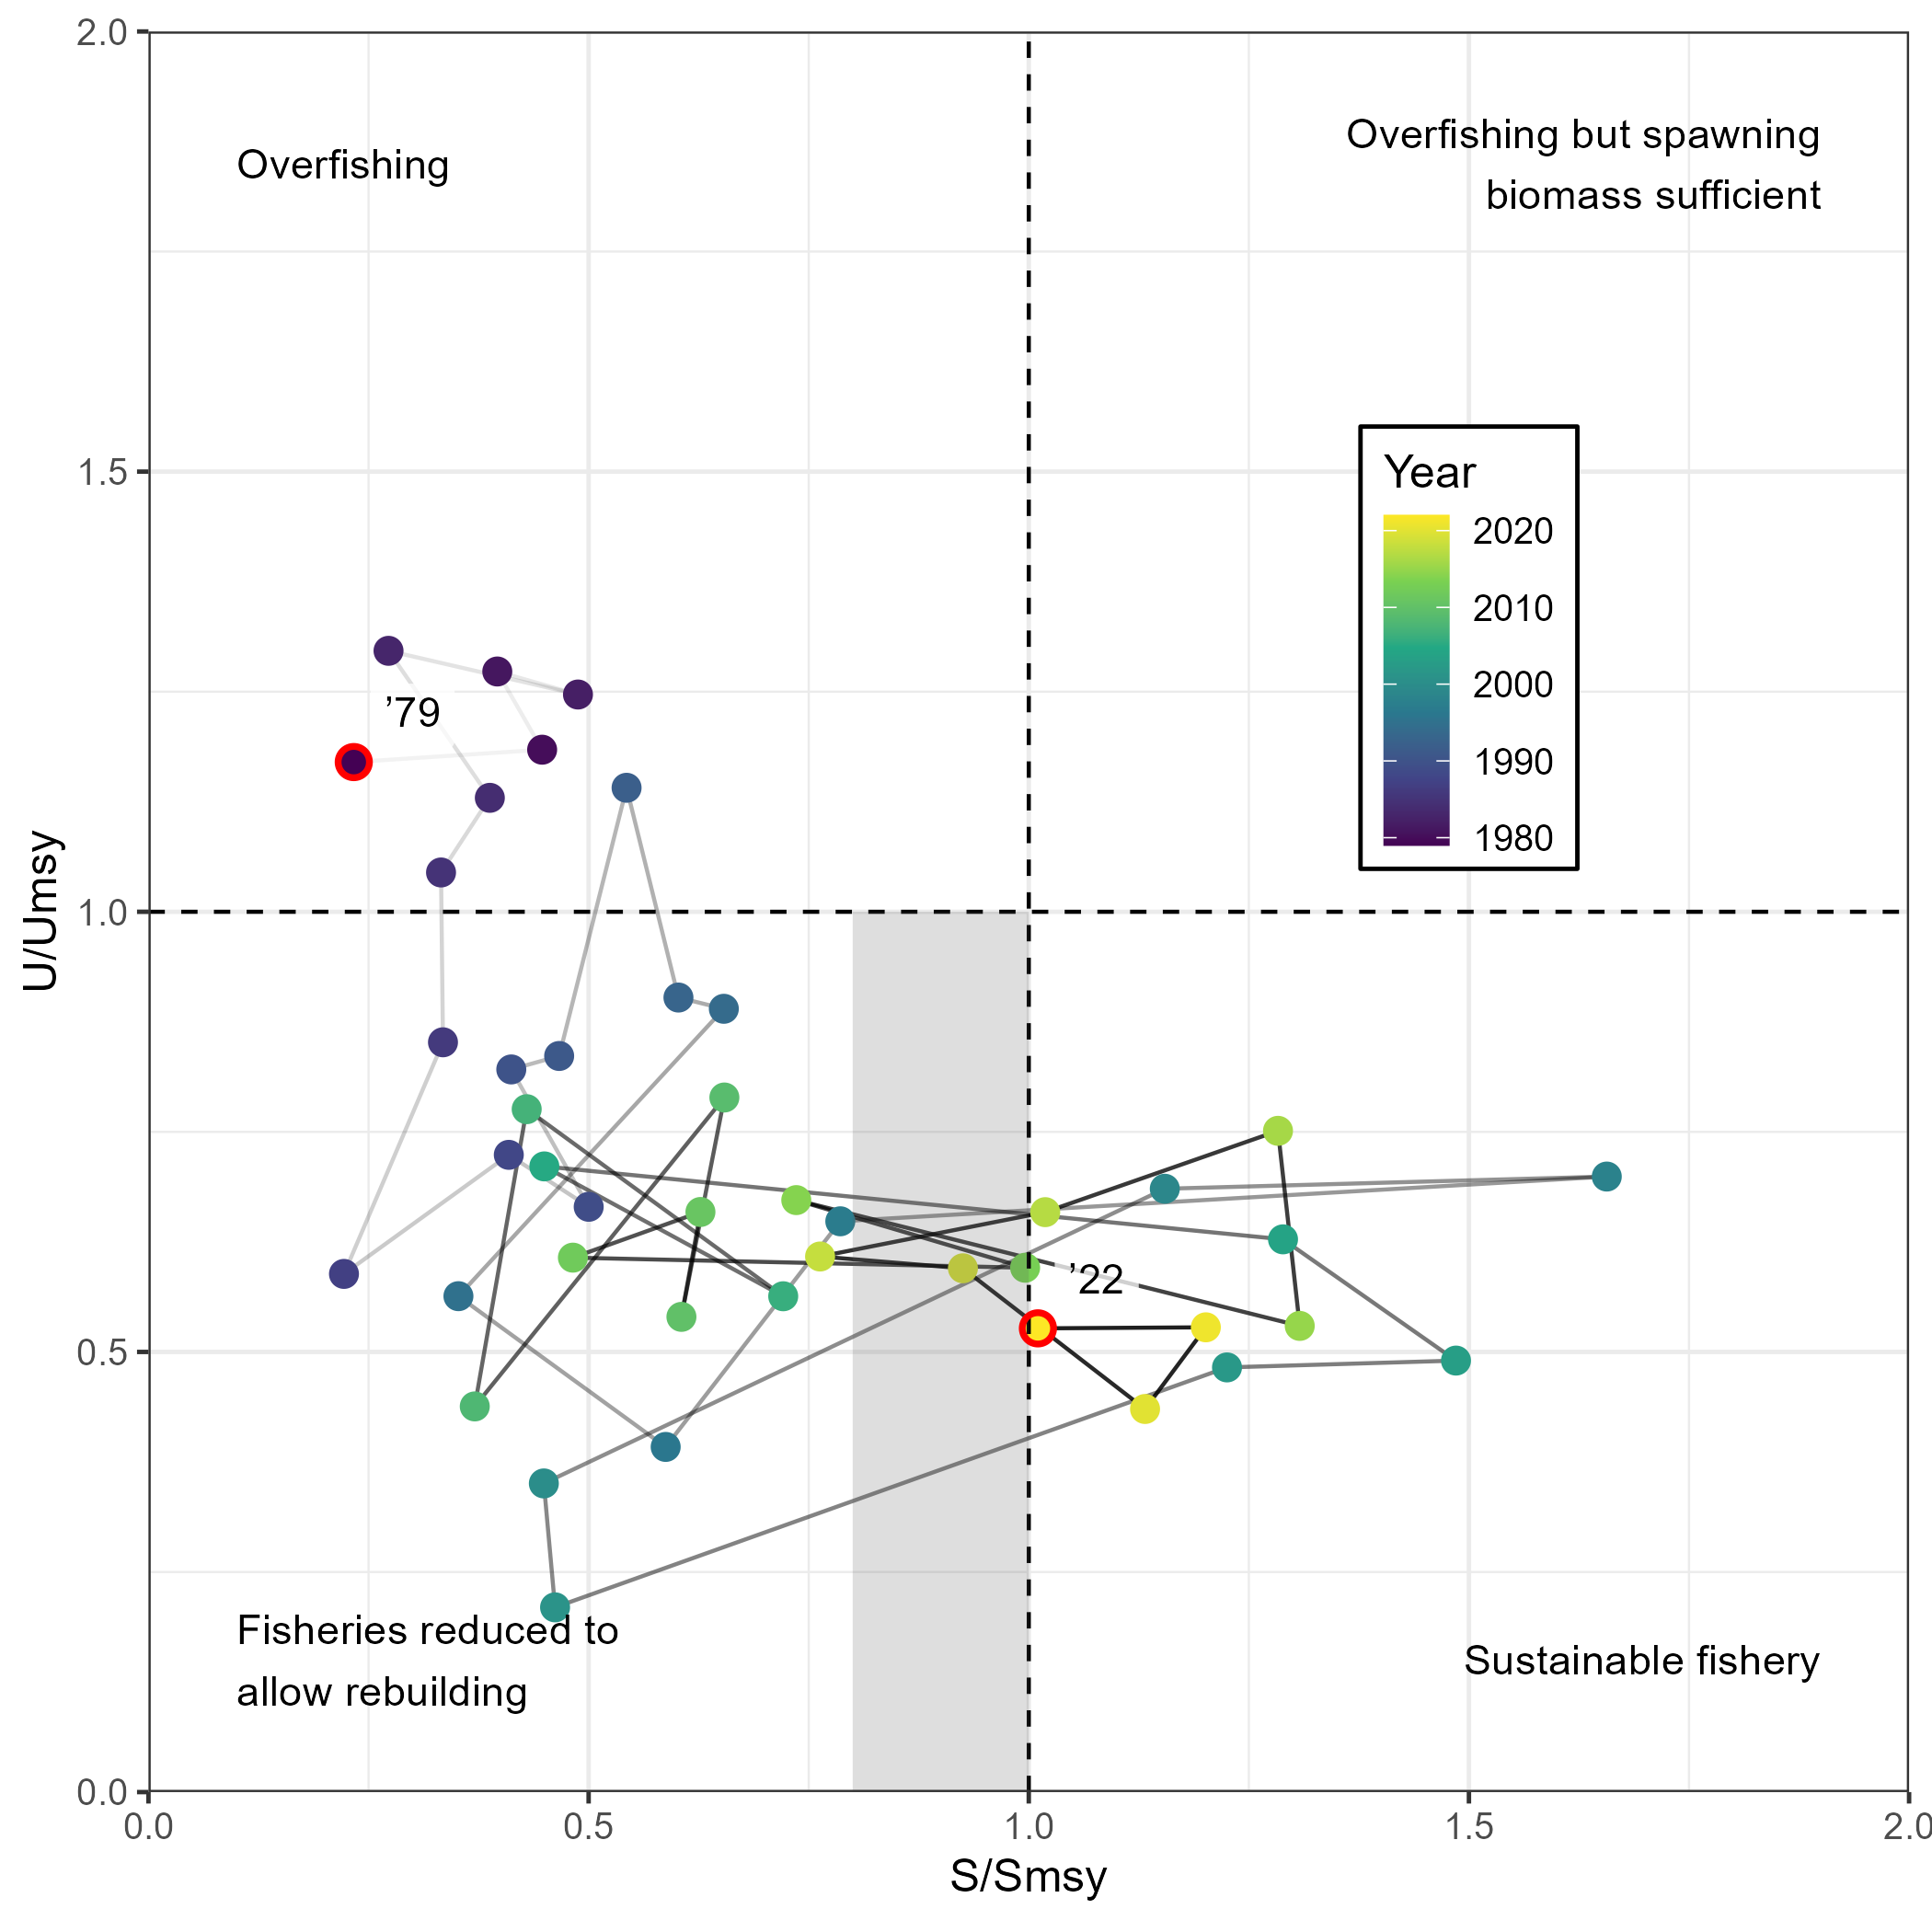 2.0
1.5
1.0
0.5
0.0
U/Umsy
Overfishing
Overfishing but spawning
biomass sufficient
Year
2020
2010
2000
1990
1980
’79
’22
Fisheries reduced to
allow rebuilding
Sustainable fishery
0.0
0.5
1.0
1.5
2.0
S/Smsy